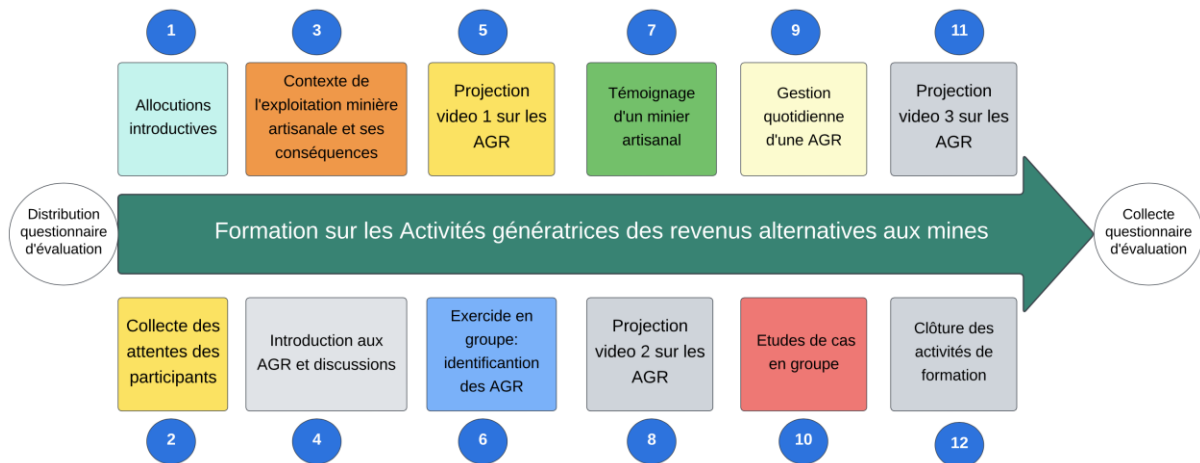 1
3
5
7
9
11
Allocutions
introductives
Contexte de
l'exploitation minière
artisanale et ses
conséquences
Projection
video 1 sur les
AGR
Témoignage
d'un minier
artisanal
Gestion
quotidienne
d'une AGR
Projection
video 3 sur les
AGR
Distribution
questionnaire
d'évaluation
Formation sur les Activités génératrices des revenus alternatives aux mines
Collecte
questionnaire
d'évaluation
Collecte des
attentes des
participants
Introduction aux
AGR et discussions
Exercide en
groupe:
identificantion
des AGR
Projection
video 2 sur les
AGR
Etudes de cas
en groupe
Clôture des
activités de
formation
2
4
6
8
10
12